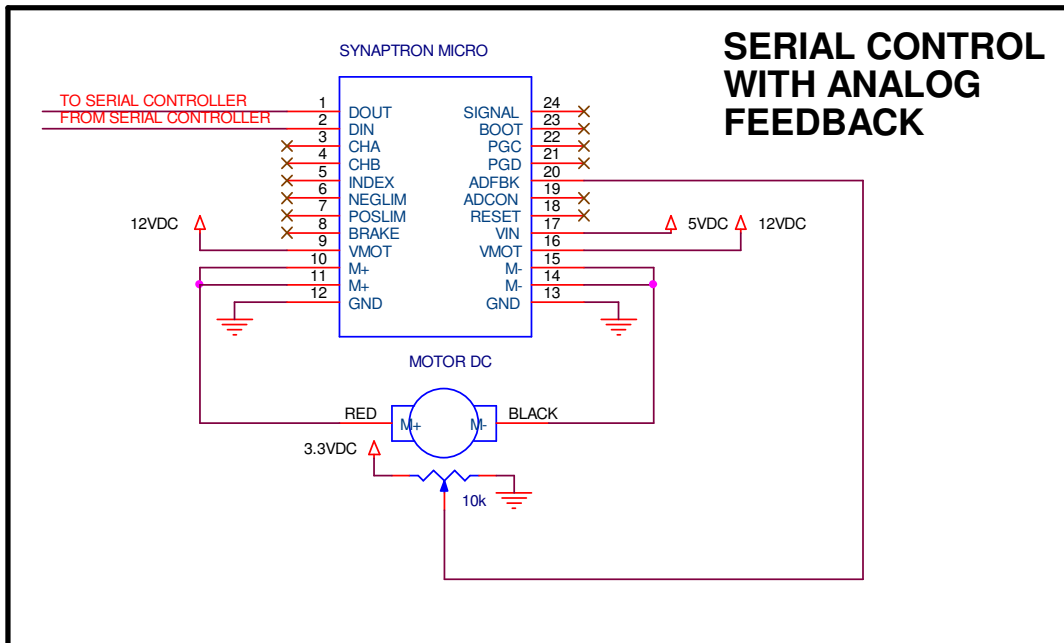 SERIAL CONTROL
WITH ANALOG
FEEDBACK
SYNAPTRON MICRO
TO SERIAL CONTROLLER
FROM SERIAL CONTROLLER
1 DOUT
2 DIN
3 CHA
4 CHB
5 INDEX
6 NEGLIM
7 POSLIM
8 BRAKE
9 VMOT
10 M+
11 M+
12 GND
SIGNAL 24
BOOT 23
PGC 22
PGD 21
ADFBK 20
ADCON 19
RESET 18
VIN 17
VMOT 16
M- 15
M- 14
GND 13
12VDC
5VDC
12VDC
MOTOR DC
RED
M+
M-
BLACK
3.3VDC
10k